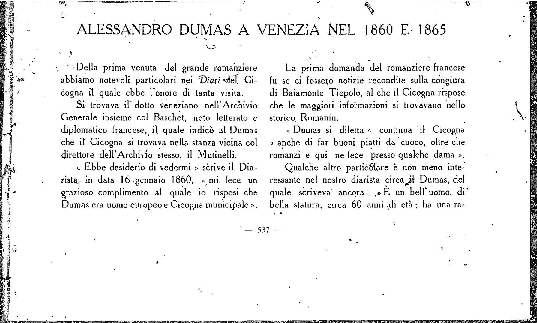 ALESSANDRO DUMAS A VENEZIA NEL 1860 E 1865
Della prima venuta del grande romanziere
abbiamo notevoli particolari nei Diari del Ci-
cogna il quale ebbe l'onore di tanta visita.
Si trovava il dotto veneziano nell'Archivio
Generale insieme col Baschet, noto letterato e
diplomatico francese, il quale indicò al Dumas
che il Cicogna si trovava nella stanza vicina col
direttore dell'Archivio stesso, il Mutinelli.
« Ebbe desiderio di vedermi » scrive il Dia-
rista, in data 16 gennaio 1860, « mi fece un
grazioso complimento al quale io risposi che
Dumas era uomo europeo e Cicogna municipale ».
La prima domanda del romanziere francese
fu se ci fossero notizie recondite sulla congiura
di Baiamonte Tiepolo, al che il Cicogna rispose
che le maggiori informazioni si trovavano nello
storico Romanin.
« Dumas si diletta » continua il Cicogna
« anche di far buoni piatti da cuoco, oltre che
romanzi e qui ne fece presso qualche dama ».
Qualche altro particolare è non meno inte-
ressante nel nostro diarista circa il Dumas, del
quale scriveva ancora : « È un bell'uomo, di
bella statura, circa 60 anni di età ; ha una ra-
— 537 —